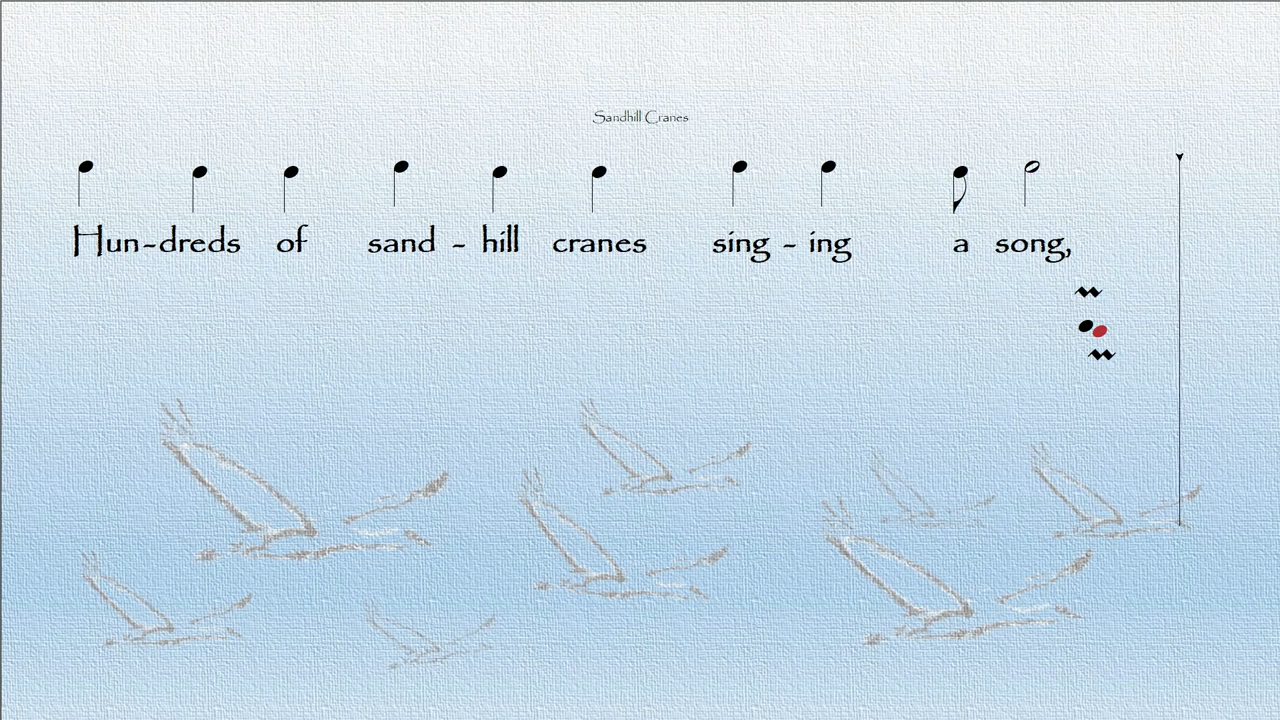 Sandhill Cranes
Hun-dreds of sand - hill cranes sing - ing a song,